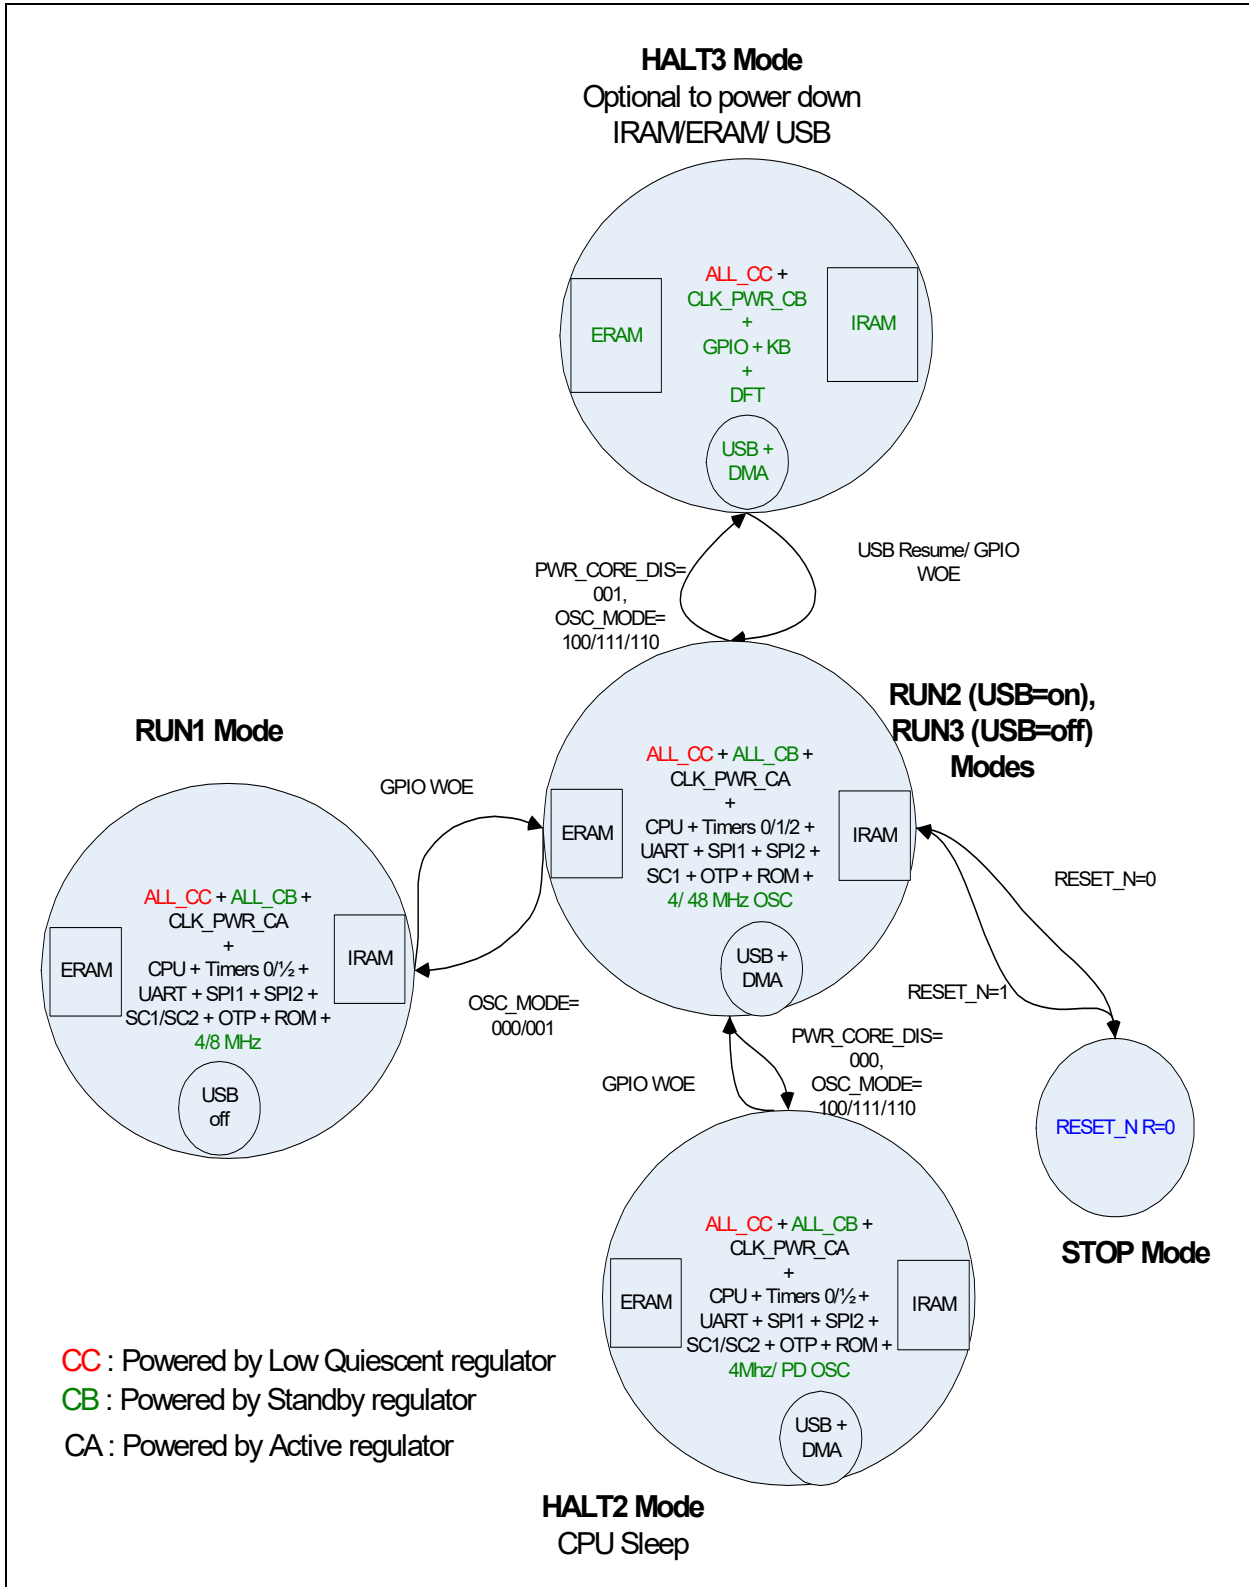 HALT3 Mode
Optional to power down
IRAM/ERAM/ USB
ALL_CC +
CLK_PWR_CB
+
GPIO + KB
+
DFT
ERAM
IRAM
USB +
DMA
PWR_CORE_DIS=
001,
OSC_MODE=
100/111/110
USB Resume/ GPIO
WOE
RUN2 (USB=on),
RUN3 (USB=off)
Modes
ALL_CC + ALL_CB +
CLK_PWR_CA
+
CPU + Timers 0/1/2 +
UART + SPI1 + SPI2 +
SC1 + OTP + ROM +
4/ 48 MHz OSC
ERAM
IRAM
USB +
DMA
RUN1 Mode
GPIO WOE
ALL_CC + ALL_CB +
CLK_PWR_CA
+
CPU + Timers 0/½ +
UART + SPI1 + SPI2 +
SC1/SC2 + OTP + ROM +
4/8 MHz
ERAM
IRAM
USB
off
OSC_MODE=
000/001
RESET_N=0
RESET_N=1
RESET_N R=0
STOP Mode
GPIO WOE
PWR_CORE_DIS=
000,
OSC_MODE=
100/111/110
ALL_CC + ALL_CB +
CLK_PWR_CA
+
CPU + Timers 0/½ +
UART + SPI1 + SPI2 +
SC1/SC2 + OTP + ROM +
4Mhz/ PD OSC
ERAM
IRAM
USB +
DMA
HALT2 Mode
CPU Sleep
CC : Powered by Low Quiescent regulator
CB : Powered by Standby regulator
CA : Powered by Active regulator